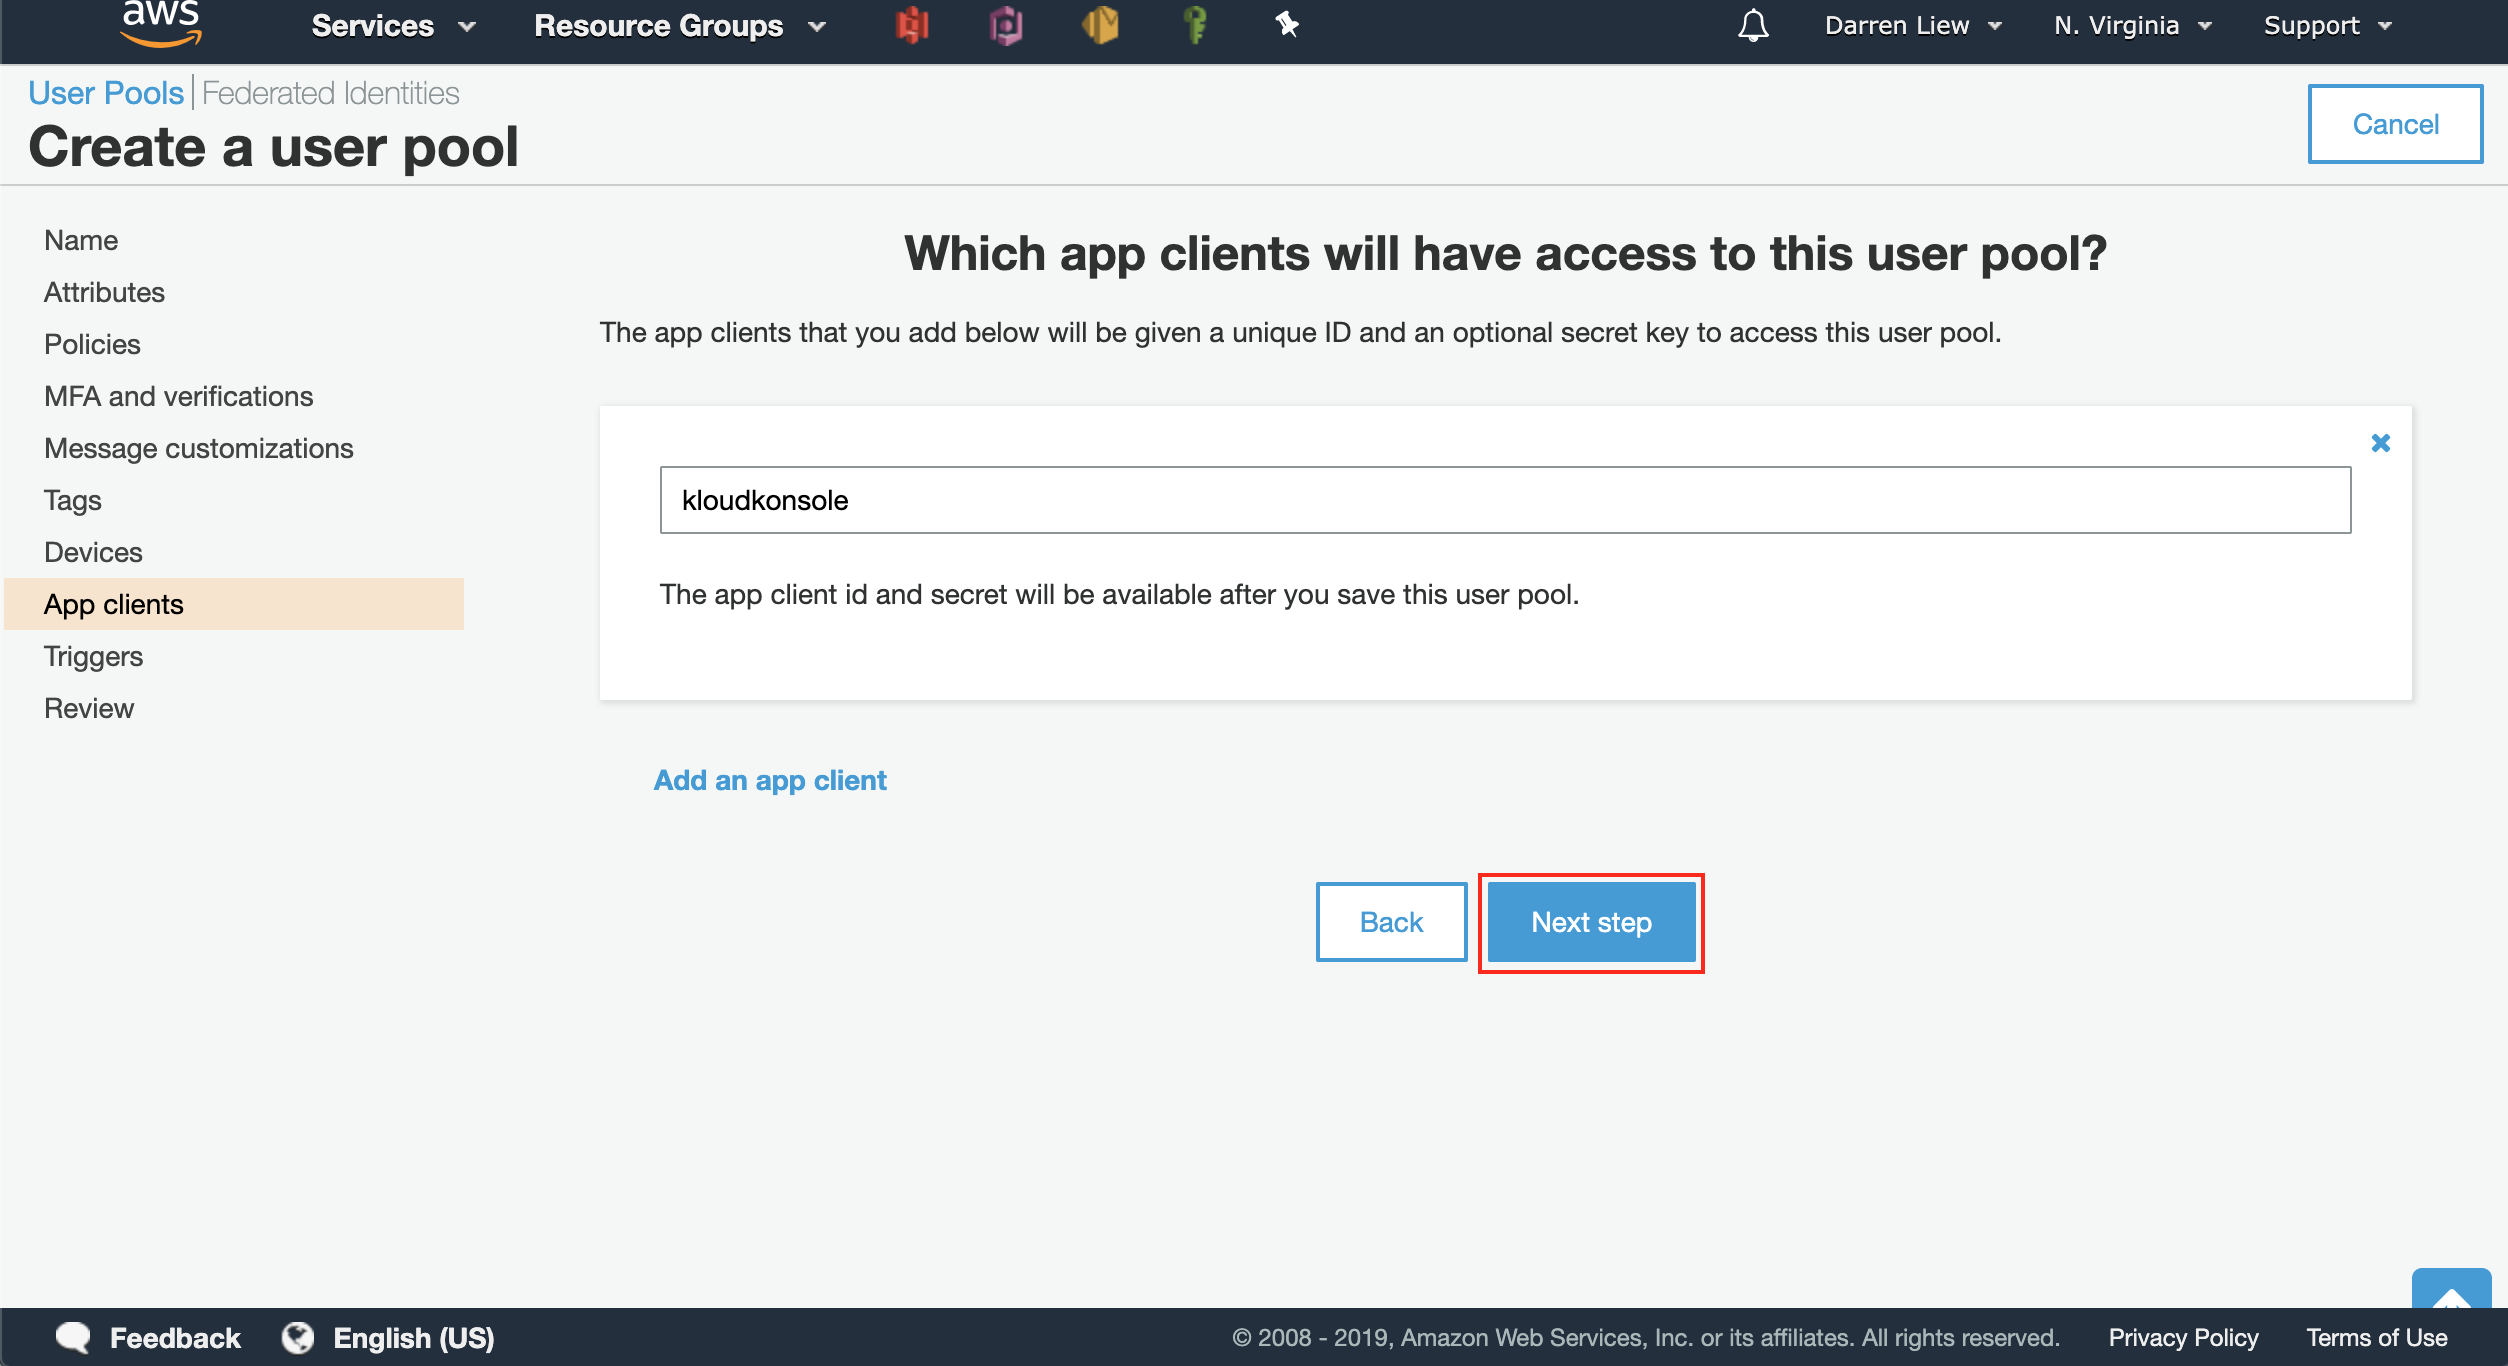 aws Services Resource Groups Darren Liew N. Virginia Support
User Pools Federated Identities
Create a user pool
Cancel
Name
Attributes
Policies
MFA and verifications
Message customizations
Tags
Devices
App clients
Triggers
Review
Which app clients will have access to this user pool?
The app clients that you add below will be given a unique ID and an optional secret key to access this user pool.
kloudkonsole
The app client id and secret will be available after you save this user pool.
Add an app client
Back Next step
Feedback English (US) © 2008 - 2019, Amazon Web Services, Inc. or its affiliates. All rights reserved. Privacy Policy Terms of Use